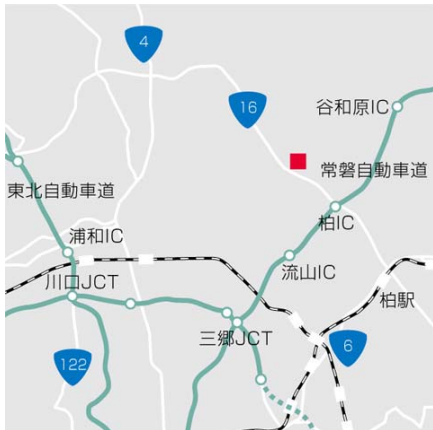 4
16
谷和原IC
常磐自動車道
東北自動車道
柏IC
浦和IC
流山IC
川口JCT
柏駅
三郷JCT
6
122